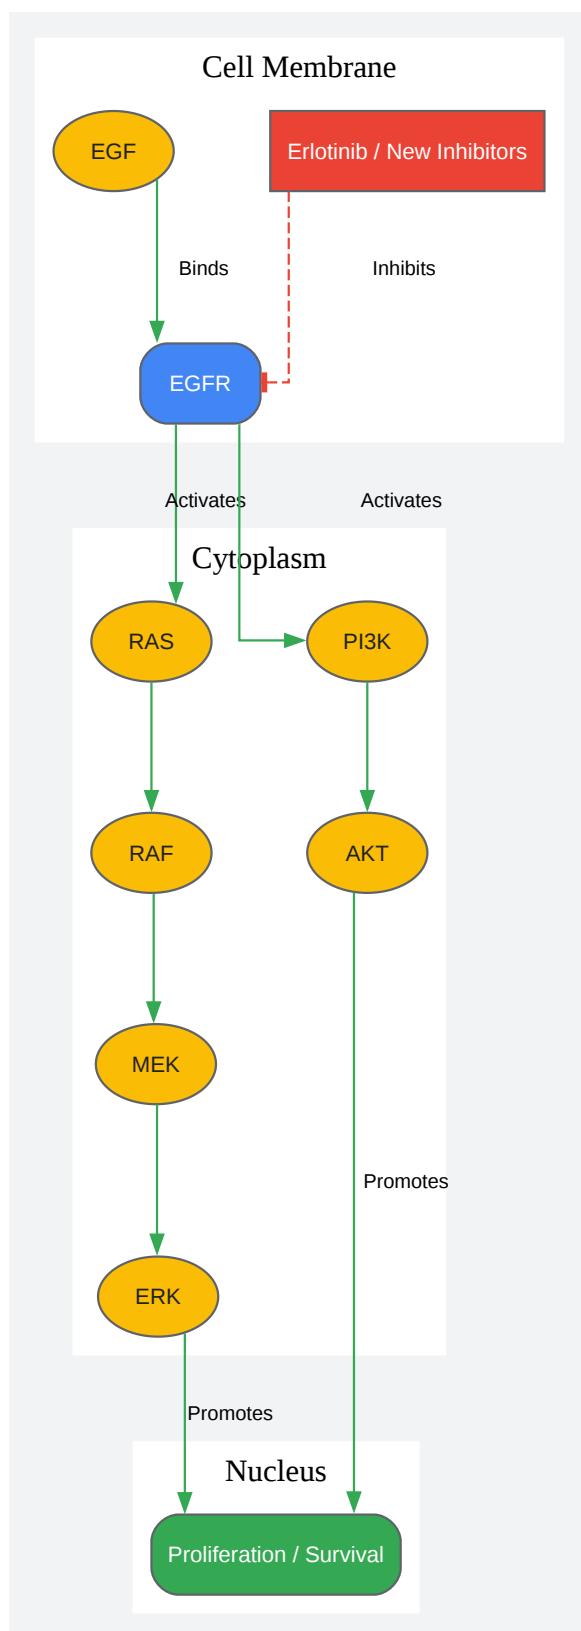 Cell Membrane
EGF
Erlotinib / New Inhibitors
Binds
Inhibits
EGFR
Activates
Activates
Cytoplasm
RAS
PI3K
RAF
AKT
MEK
Promotes
ERK
Promotes
Nucleus
Proliferation / Survival